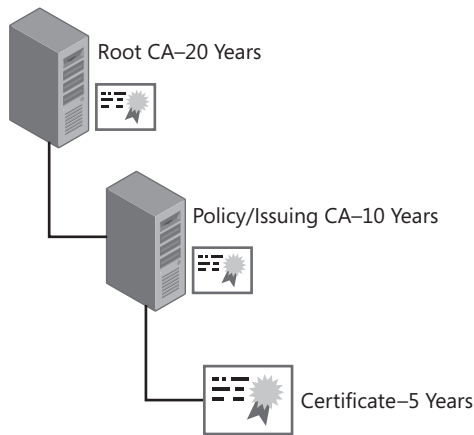 Root CA–20 Years
Policy/Issuing CA–10 Years
Certificate–5 Years